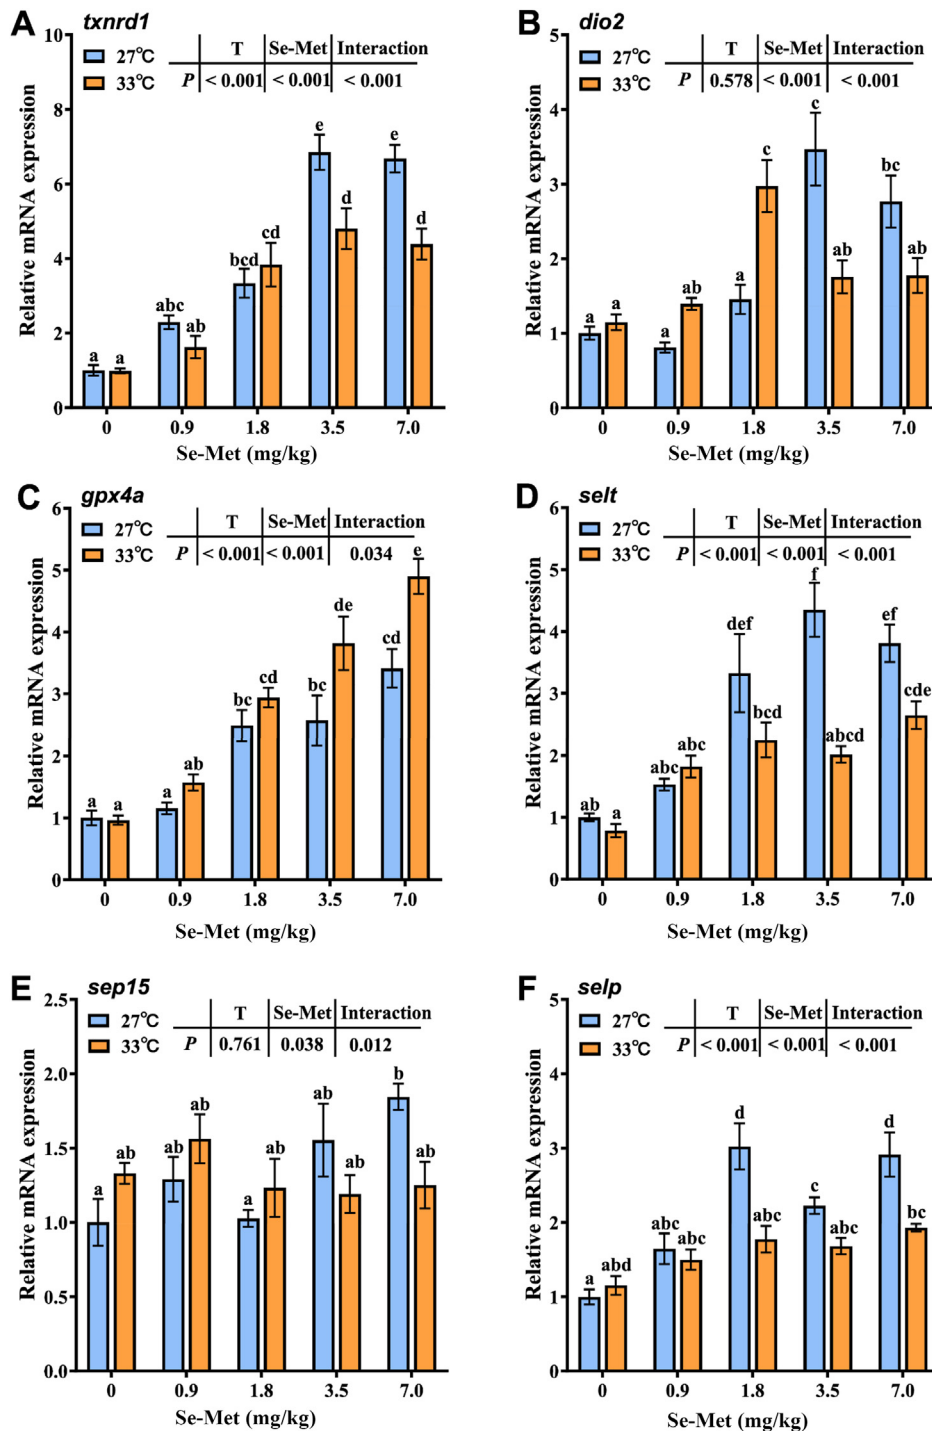 A txnrd1
27℃
33℃
T Se-Met Interaction
P < 0.001 < 0.001 < 0.001
Relative mRNA expression
10
8
6
4
2
0
a a abc ab bcd cd e d e d
0 0.9 1.8 3.5 7.0
Se-Met (mg/kg)
B dio2
27℃
33℃
T Se-Met Interaction
P 0.578 < 0.001 < 0.001
Relative mRNA expression
5
4
3
2
1
0
a a a ab a c c ab bc ab
0 0.9 1.8 3.5 7.0
Se-Met (mg/kg)
C gpx4a
27℃
33℃
T Se-Met Interaction
P < 0.001 < 0.001 0.034
Relative mRNA expression
6
5
4
3
2
1
0
a a a ab bc cd bc de cd e
0 0.9 1.8 3.5 7.0
Se-Met (mg/kg)
D selt
27℃
33℃
T Se-Met Interaction
P < 0.001 < 0.001 < 0.001
Relative mRNA expression
6
5
4
3
2
1
0
ab a abc abc def bcd f abcd ef cde
0 0.9 1.8 3.5 7.0
Se-Met (mg/kg)
E sep15
27℃
33℃
T Se-Met Interaction
P 0.761 0.038 0.012
Relative mRNA expression
2.5
2.0
1.5
1.0
0.5
0.0
a ab ab ab a ab ab ab b ab
0 0.9 1.8 3.5 7.0
Se-Met (mg/kg)
F selp
27℃
33℃
T Se-Met Interaction
P < 0.001 < 0.001 < 0.001
Relative mRNA expression
5
4
3
2
1
0
a abd abc abc d abc c abc d bc
0 0.9 1.8 3.5 7.0
Se-Met (mg/kg)